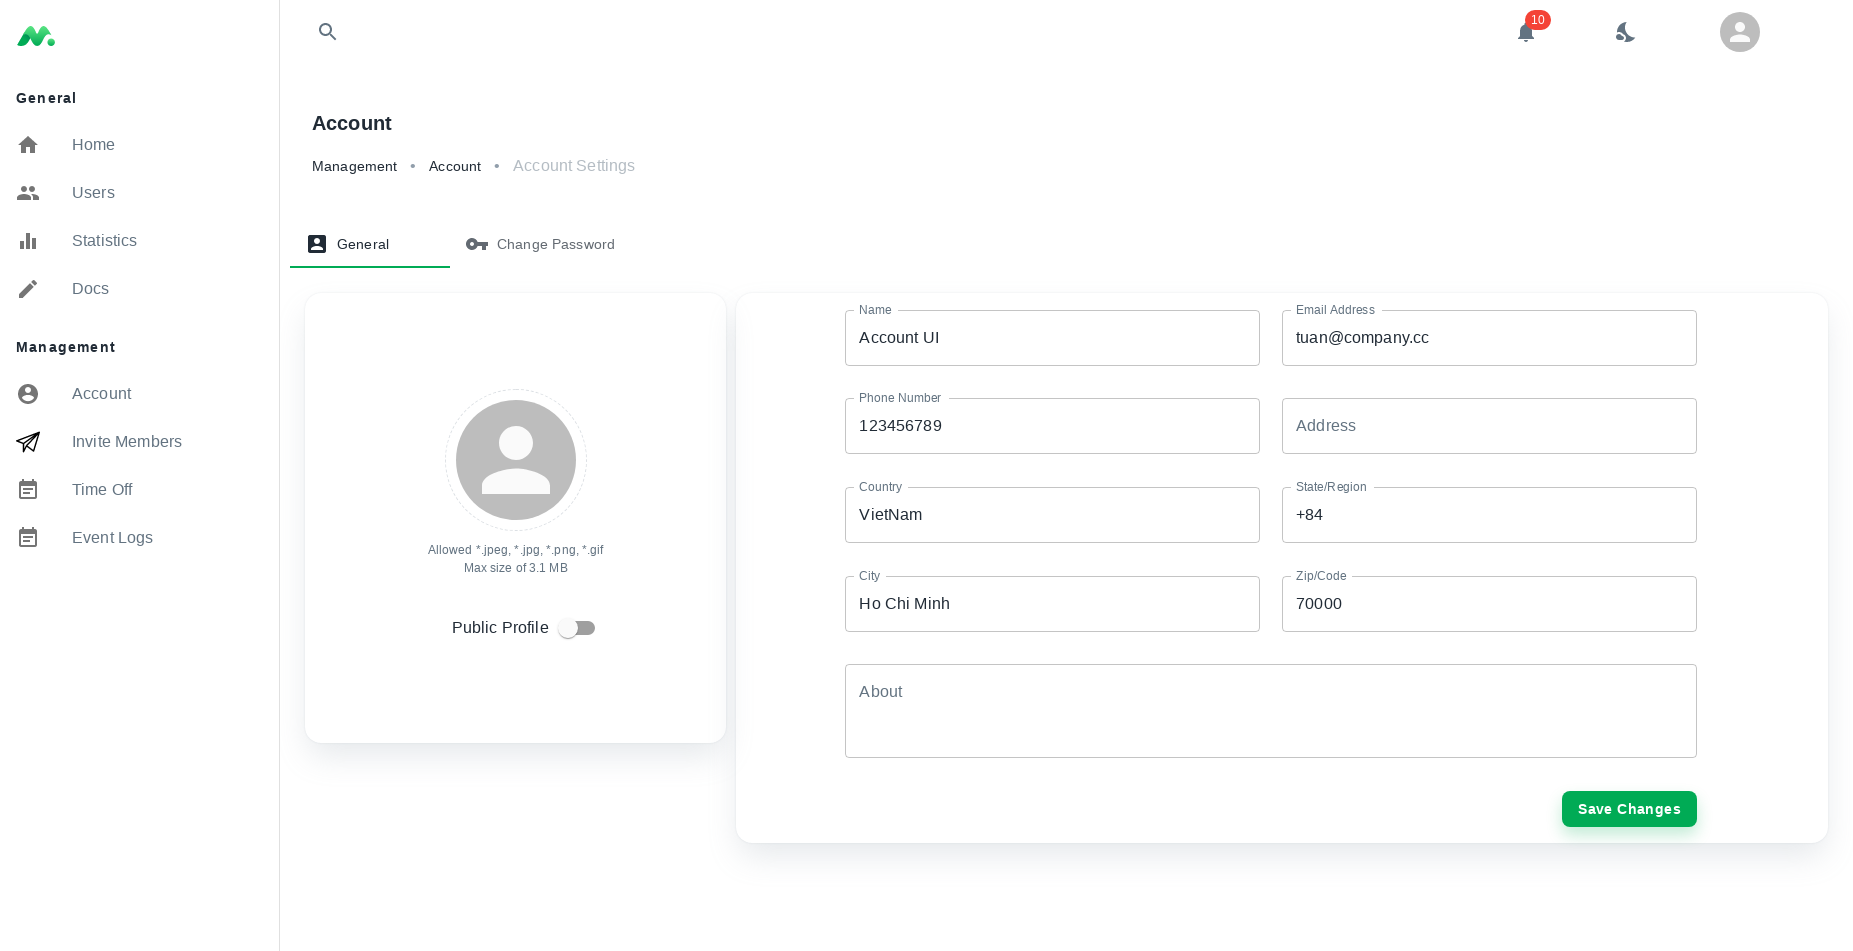 10
General
Home
Users
Statistics
Docs
Management
Account
Invite Members
Time Off
Event Logs
Account
Management • Account • Account Settings
General
Change Password
Allowed *.jpeg, *.jpg, *.png, *.gif
Max size of 3.1 MB
Public Profile
Name
Account UI
Email Address
tuan@company.cc
Phone Number
123456789
Address
Country
VietNam
State/Region
+84
City
Ho Chi Minh
Zip/Code
70000
About
Save Changes